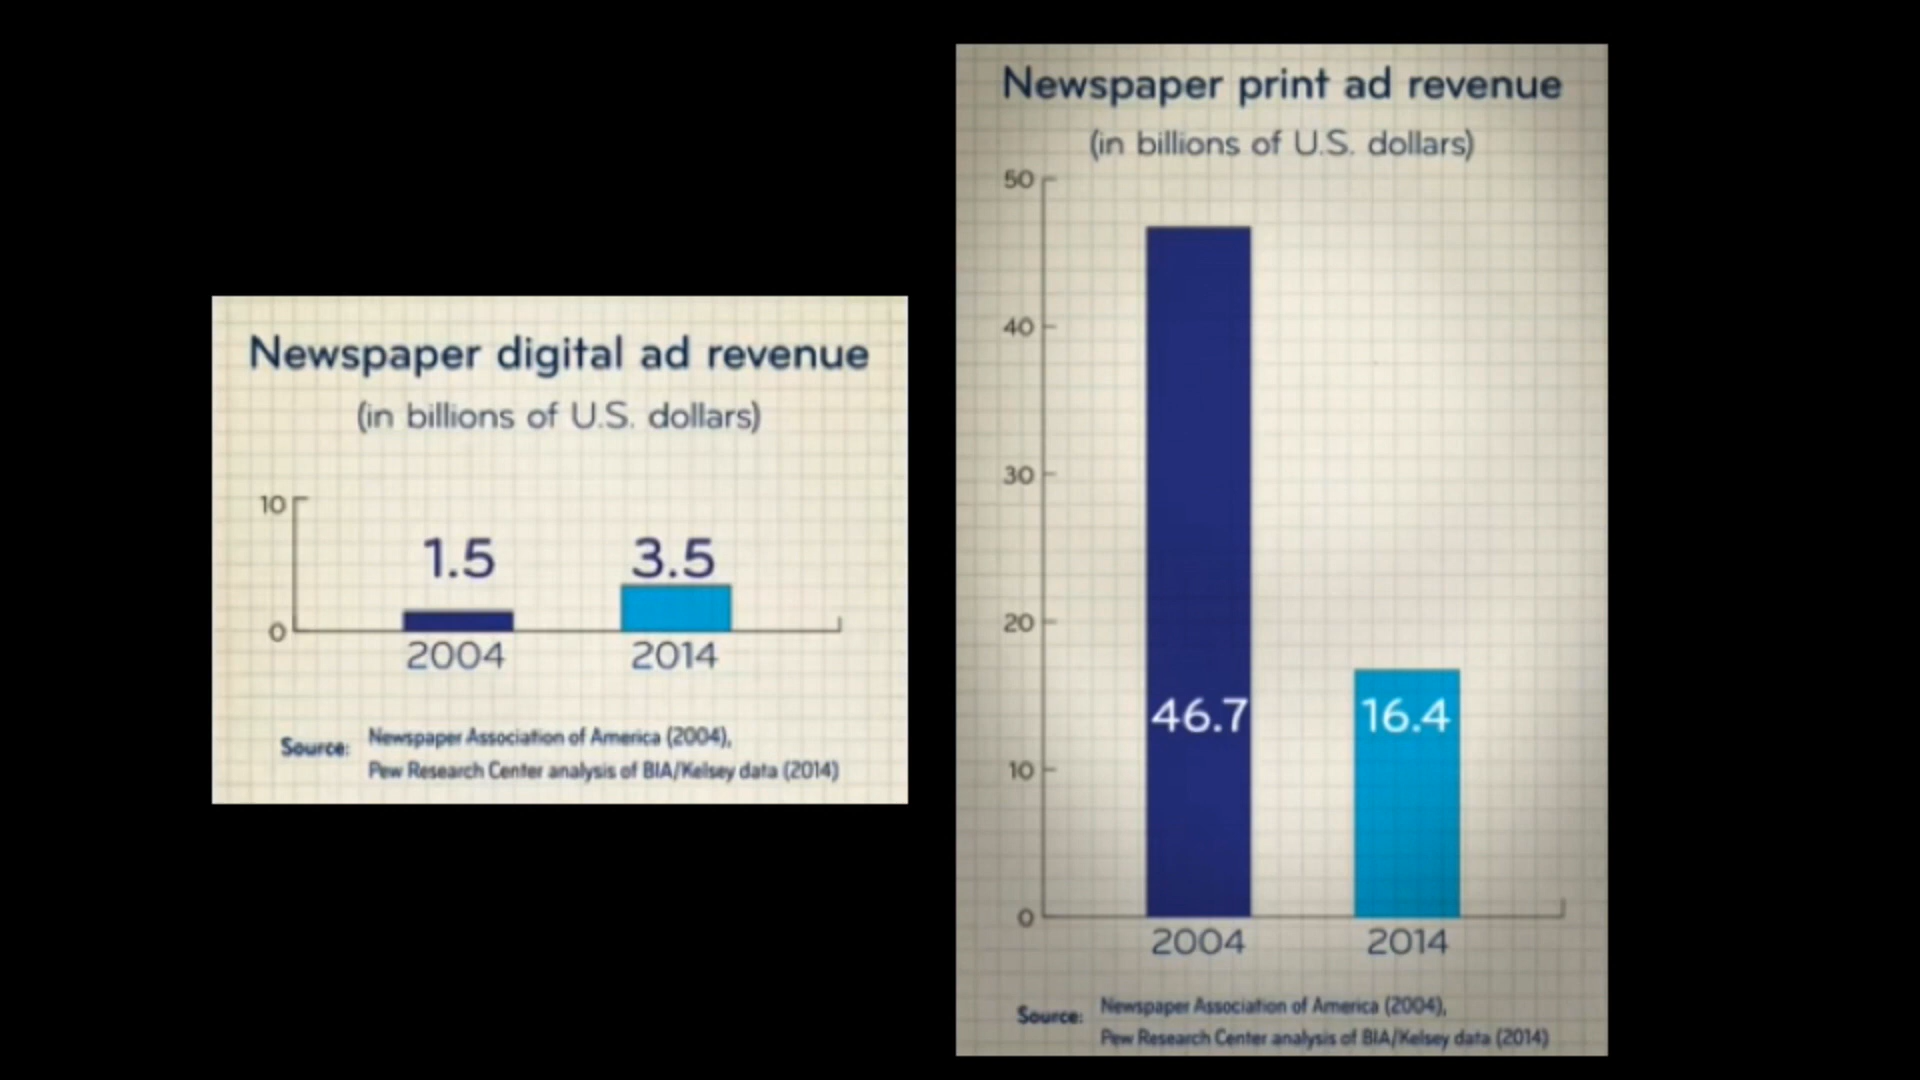 Newspaper digital ad revenue
(in billions of U.S. dollars)
10
1.5
3.5
0
2004
2014
Source:
Newspaper Association of America (2004),
Pew Research Center analysis of BIA/Kelsey data (2014)
Newspaper print ad revenue
(in billions of U.S. dollars)
50
40
30
20
46.7
16.4
10
0
2004
2014
Source:
Newspaper Association of America (2004),
Pew Research Center analysis of BIA/Kelsey data (2014)